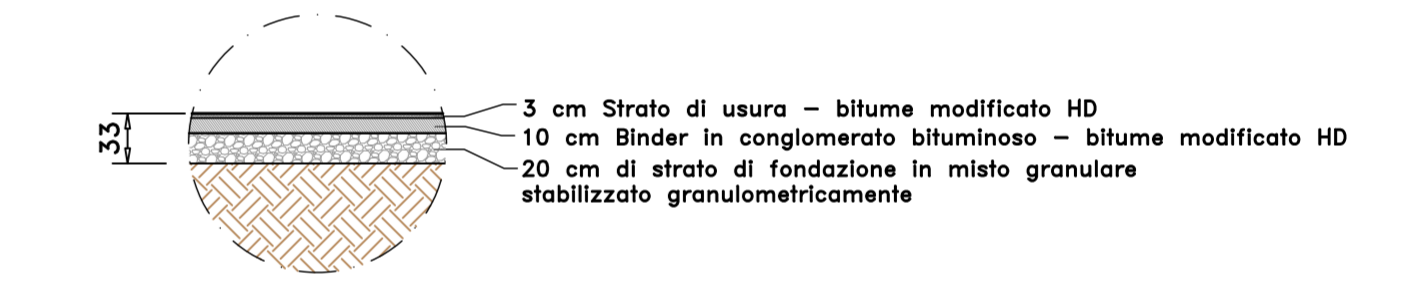 33
3 cm Strato di usura – bitume modificato HD
10 cm Binder in conglomerato bituminoso – bitume modificato HD
20 cm di strato di fondazione in misto granulare
stabilizzato granulometricamente